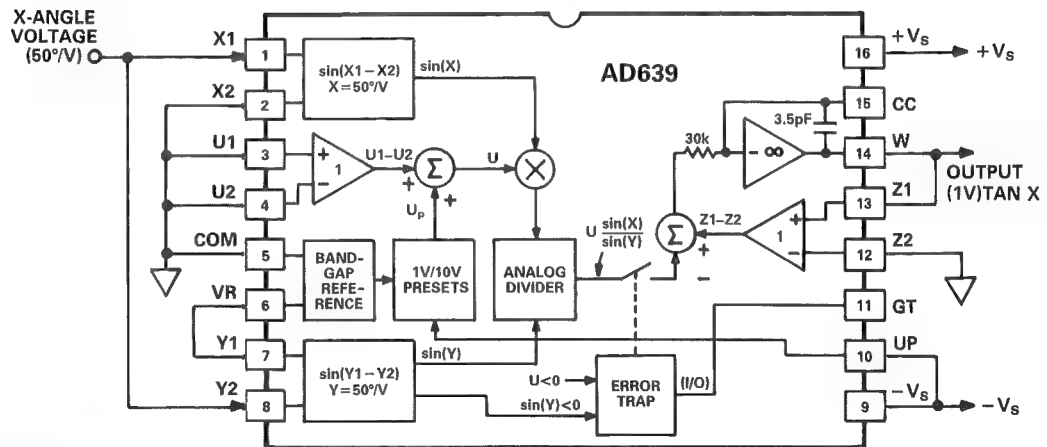 X-ANGLE
VOLTAGE
(50°/V)
X1
1
X2
2
U1
3
U2
4
COM
5
VR
6
Y1
7
Y2
8
sin(X1–X2)
X=50°/V
sin(X)
+
–
1
U1–U2
+
Σ
+
U
Up
X
BAND-
GAP
REFE-
RENCE
1V/10V
PRESETS
ANALOG
DIVIDER
sin(Y1–Y2)
Y=50°/V
sin(Y)
U<0
sin(Y)<0
ERROR
TRAP
(I/O)
U sin(X)
sin(Y)
AD639
30k
3.5pF
– ∞
Σ
+
–
Z1–Z2
1
+
–
16
+Vs
+Vs
15
CC
14
W
OUTPUT
(1V)TAN X
13
Z1
12
Z2
11
GT
10
UP
9
–Vs
–Vs